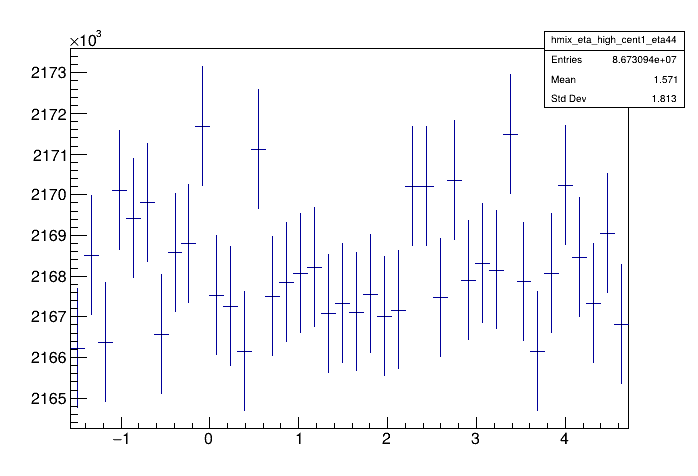 ×10³
hmix_eta_high_cent1_eta44
Entries 8.673094e+07
Mean 1.571
Std Dev 1.813
2173
2172
2171
2170
2169
2168
2167
2166
2165
−1 0 1 2 3 4